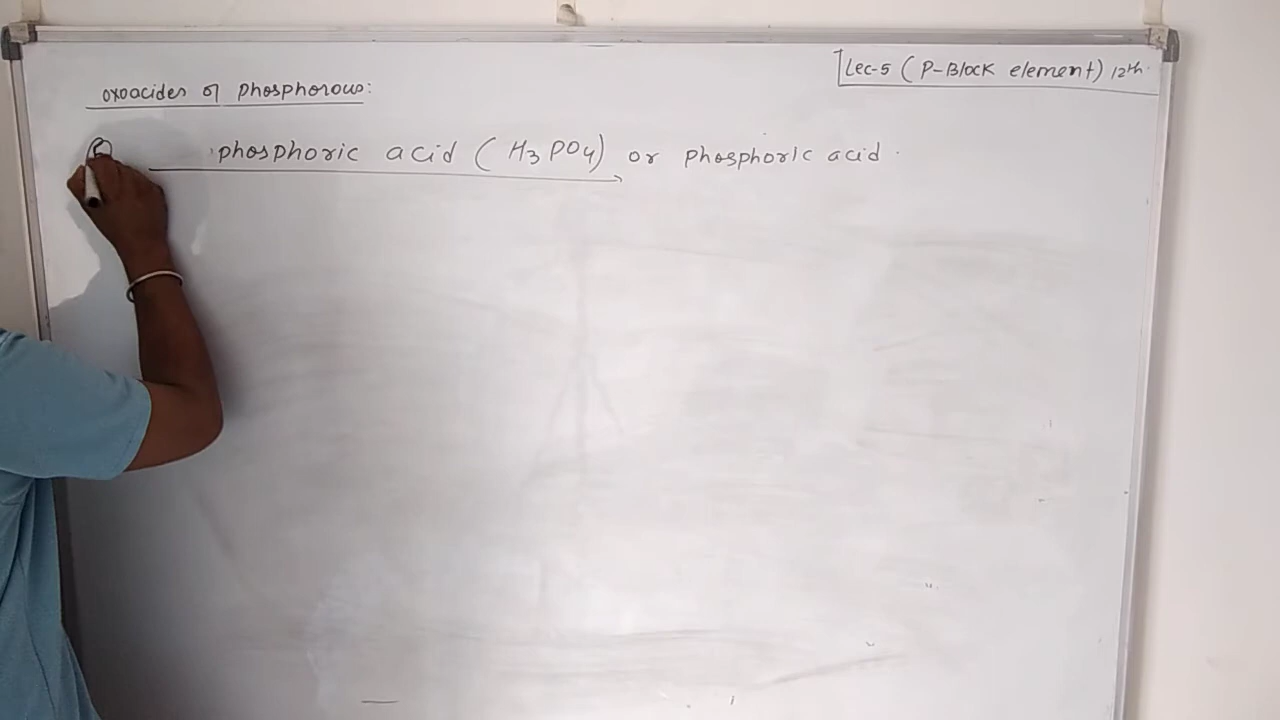 Lec-5 (P-Block element) 12th.
oxoacides of phosphorous:
phosphoric acid (H3PO4) or phosphoric acid